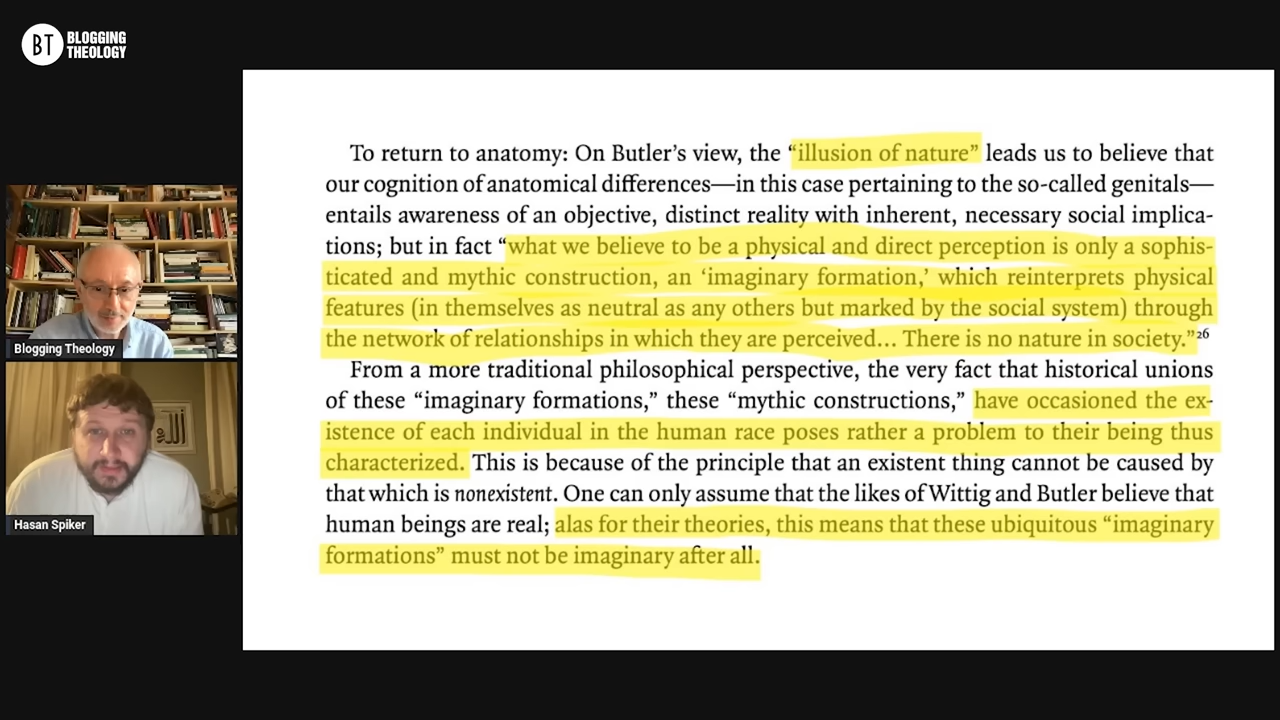 BT BLOGGING
THEOLOGY
To return to anatomy: On Butler’s view, the “illusion of nature” leads us to believe that
our cognition of anatomical differences—in this case pertaining to the so-called genitals—
entails awareness of an objective, distinct reality with inherent, necessary social implica-
tions; but in fact “what we believe to be a physical and direct perception is only a sophis-
ticated and mythic construction, an ‘imaginary formation,’ which reinterprets physical
features (in themselves as neutral as any others but marked by the social system) through
the network of relationships in which they are perceived... There is no nature in society.”26
From a more traditional philosophical perspective, the very fact that historical unions
of these “imaginary formations,” these “mythic constructions,” have occasioned the ex-
istence of each individual in the human race poses rather a problem to their being thus
characterized. This is because of the principle that an existent thing cannot be caused by
that which is nonexistent. One can only assume that the likes of Wittig and Butler believe that
human beings are real; alas for their theories, this means that these ubiquitous “imaginary
formations” must not be imaginary after all.
Blogging Theology
الله
Hasan Spiker